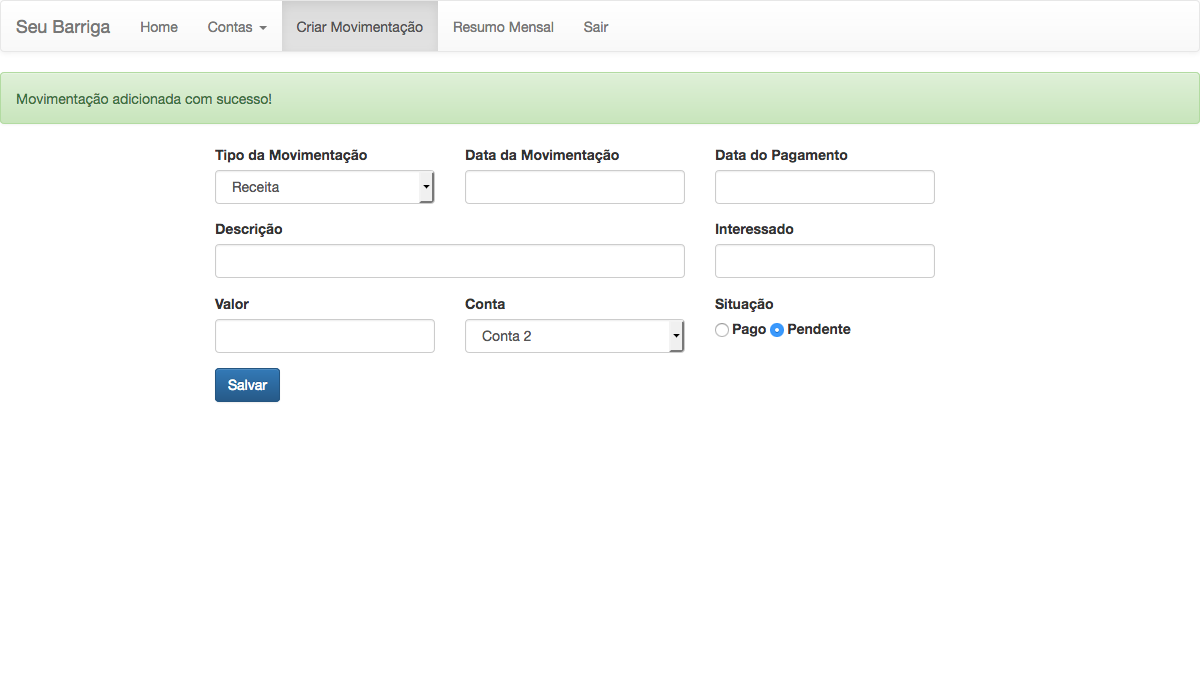 Seu Barriga Home Contas Criar Movimentação Resumo Mensal Sair
Movimentação adicionada com sucesso!
Tipo da Movimentação Data da Movimentação Data do Pagamento
Receita
Descrição Interessado
Valor Conta Situação
Conta 2 Pago Pendente
Salvar